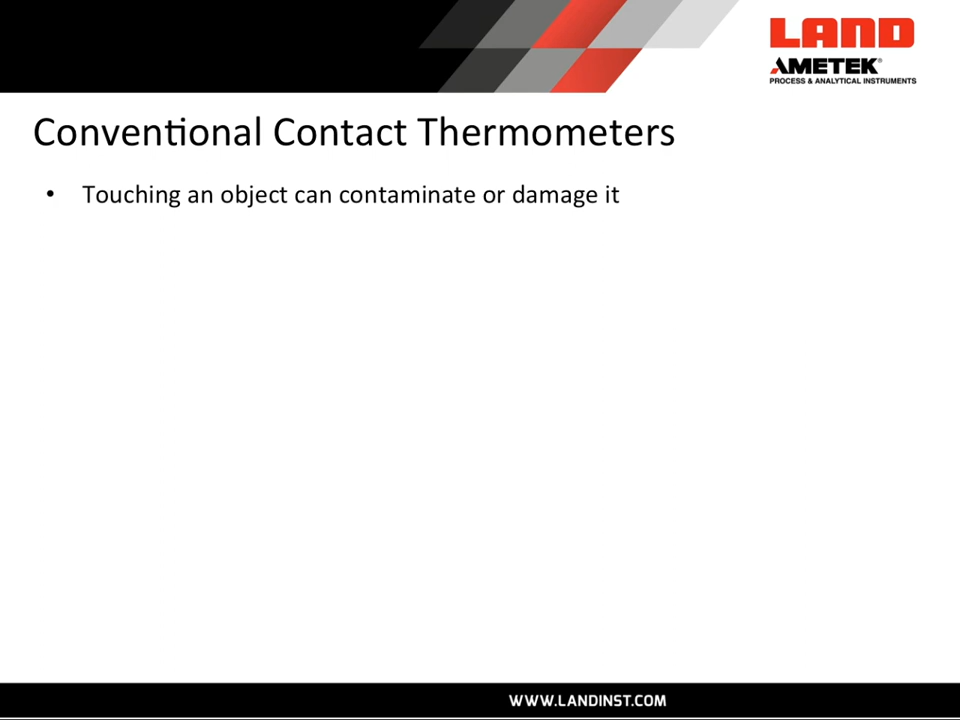 LAND
AMETEK®
PROCESS & ANALYTICAL INSTRUMENTS
Conventional Contact Thermometers
• Touching an object can contaminate or damage it
WWW.LANDINST.COM